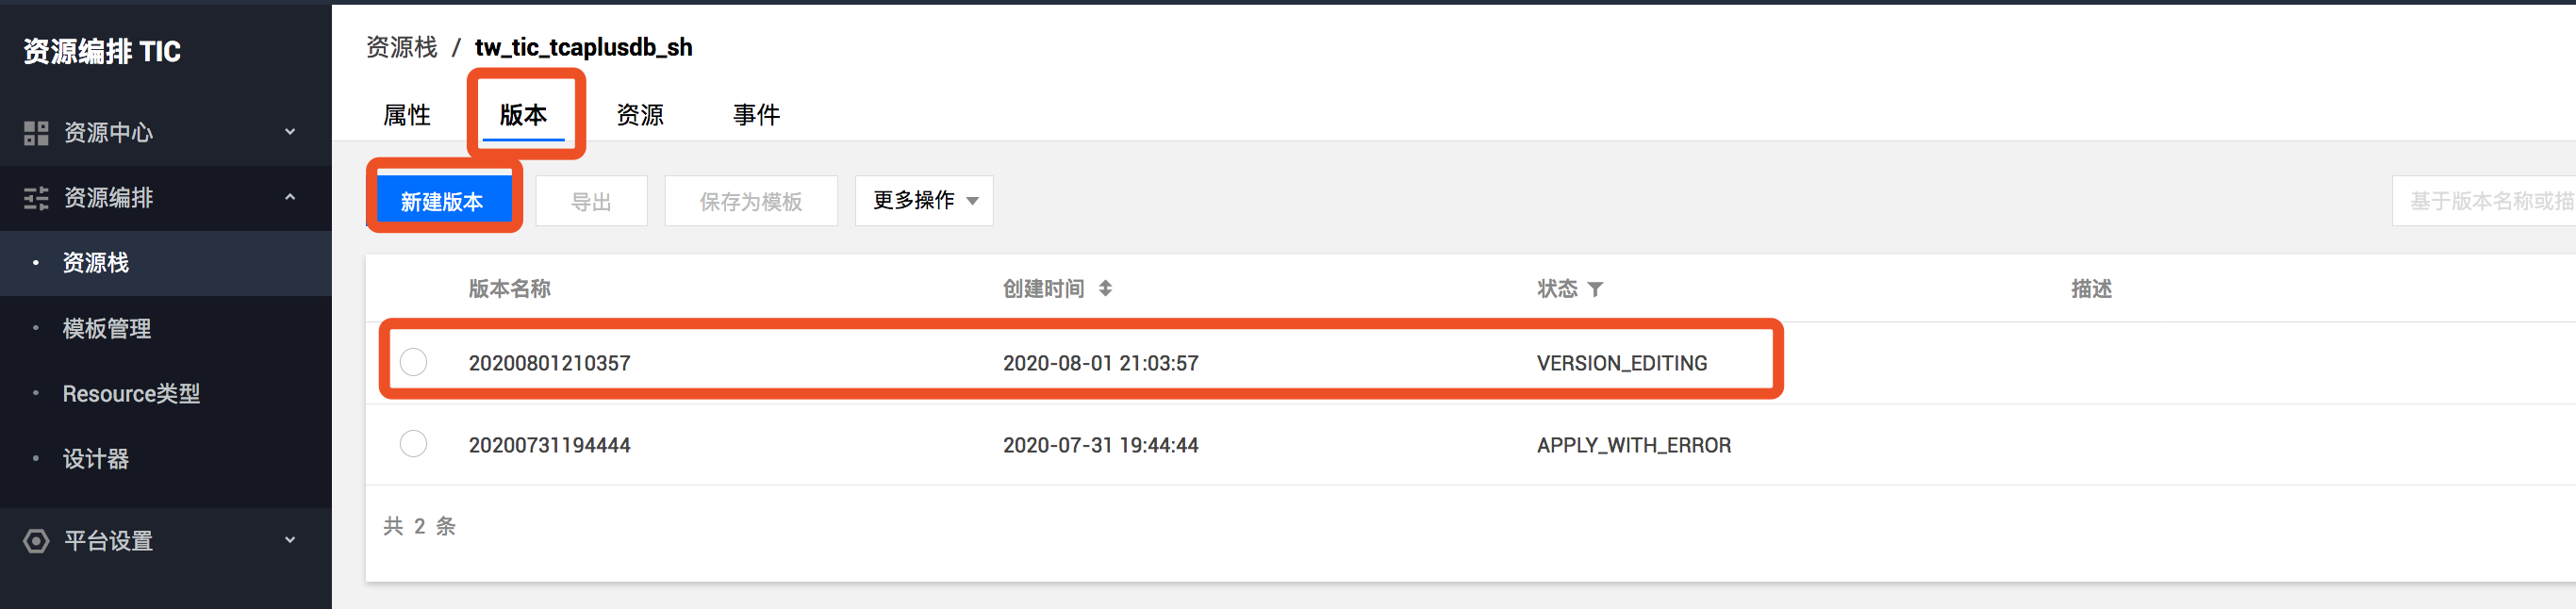 资源编排 TIC
资源中心
资源编排
资源栈
模板管理
Resource类型
设计器
平台设置
资源栈 / tw_tic_tcaplusdb_sh
属性 版本 资源 事件
新建版本 导出 保存为模板 更多操作 基于版本名称或描
版本名称 创建时间 状态 描述
20200801210357 2020-08-01 21:03:57 VERSION_EDITING
20200731194444 2020-07-31 19:44:44 APPLY_WITH_ERROR
共 2 条